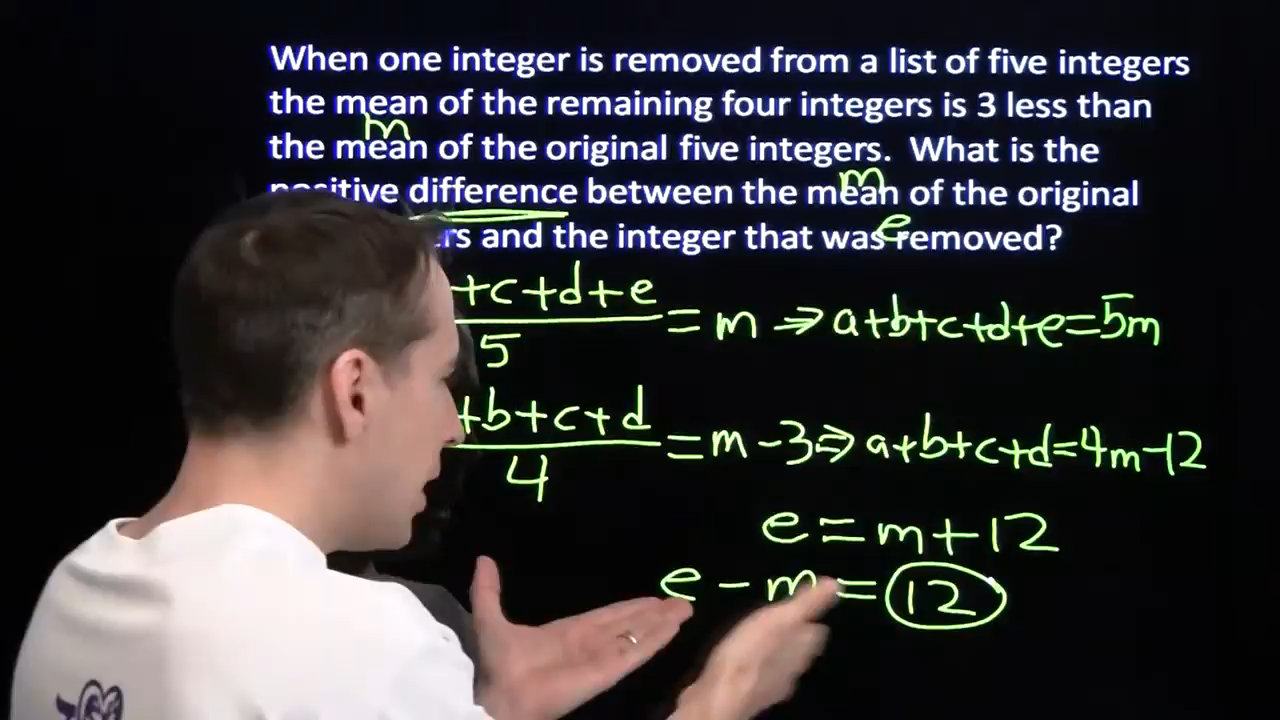 When one integer is removed from a list of five integers
the mean of the remaining four integers is 3 less than
m
the mean of the original five integers. What is the
m
difference between the mean of the original
e
and the integer that was removed?
+c+d+e
= m ⇒ a+b+c+d+e=5m
5
+b+c+d
= m-3 ⇒ a+b+c+d=4m-12
4
e=m+12
e-m=12